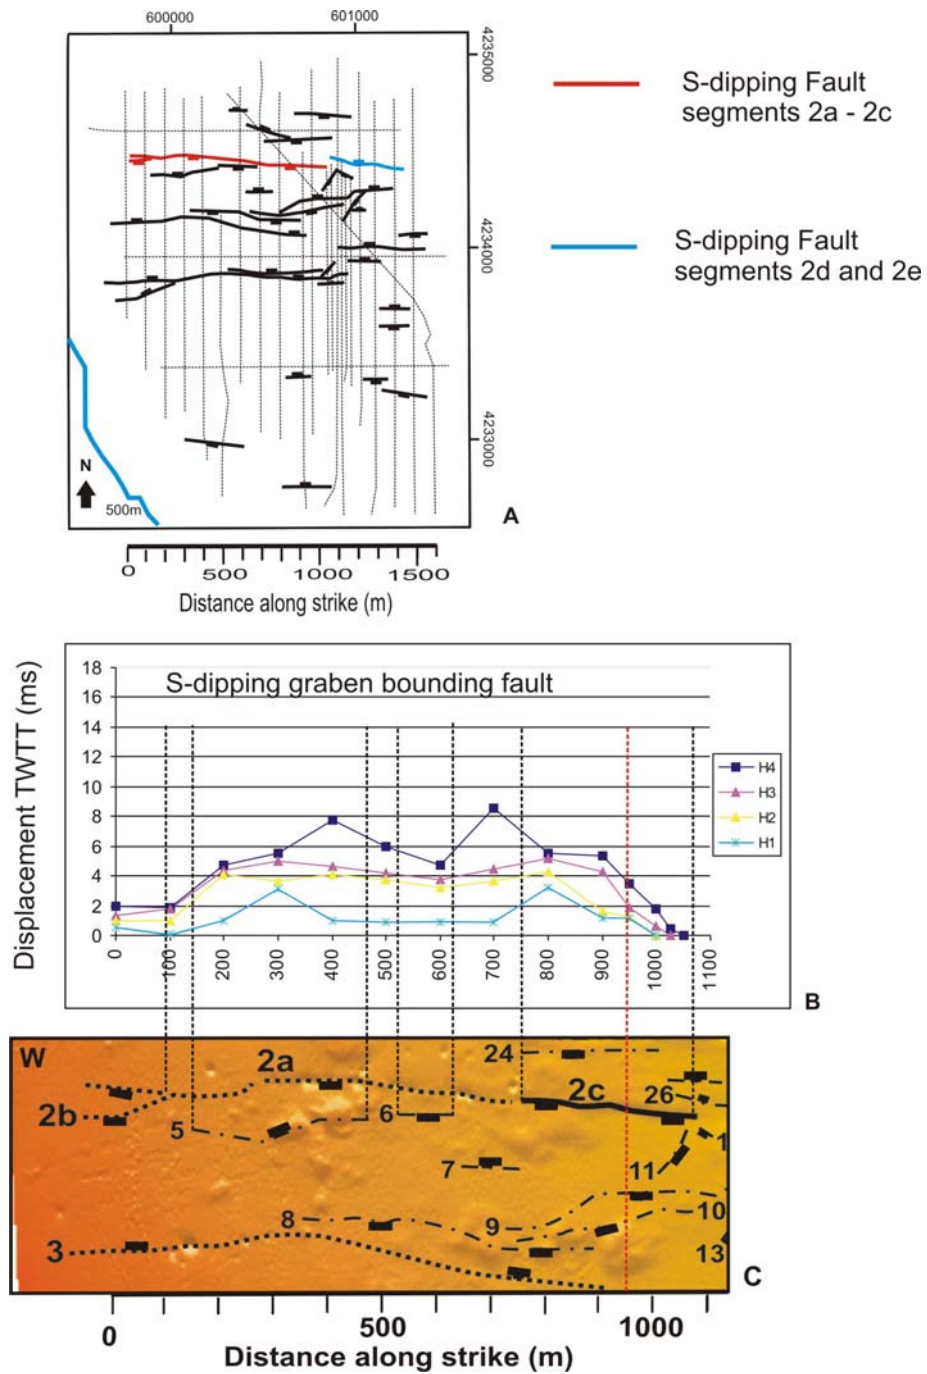 600000 601000
4235000
S-dipping Fault
segments 2a - 2c
4234000
S-dipping Fault
segments 2d and 2e
4233000
N
500m
A
0 500 1000 1500
Distance along strike (m)
Displacement TWTT (ms)
S-dipping graben bounding fault
18
16
14
12
10
8
6
4
2
0
H4
H3
H2
H1
0 100 200 300 400 500 600 700 800 900 1000 1100
B
W
2a
24
2b
2c
26
5
6
1
7
11
8
9
10
3
13
C
0 500 1000
Distance along strike (m)